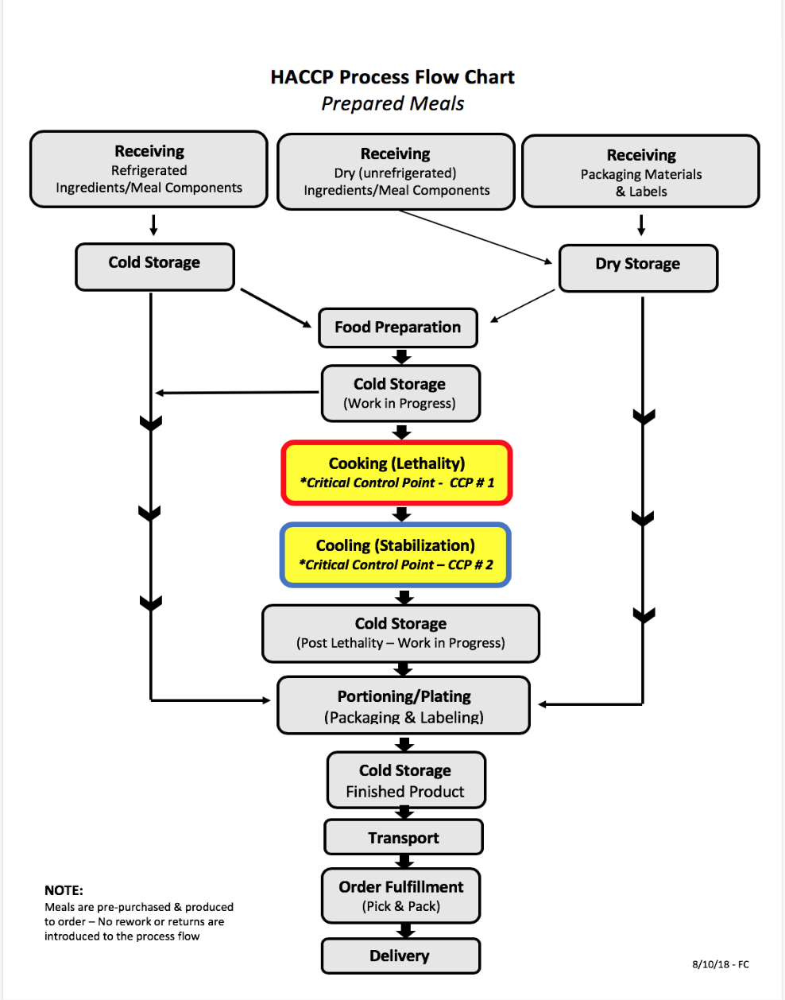 HACCP Process Flow Chart
Prepared Meals
Receiving
Refrigerated
Ingredients/Meal Components
Receiving
Dry (unrefrigerated)
Ingredients/Meal Components
Receiving
Packaging Materials
& Labels
Cold Storage
Dry Storage
Food Preparation
Cold Storage
(Work in Progress)
Cooking (Lethality)
*Critical Control Point - CCP # 1
Cooling (Stabilization)
*Critical Control Point – CCP # 2
Cold Storage
(Post Lethality – Work in Progress)
Portioning/Plating
(Packaging & Labeling)
Cold Storage
Finished Product
Transport
Order Fulfillment
(Pick & Pack)
Delivery
NOTE:
Meals are pre-purchased & produced
to order – No rework or returns are
introduced to the process flow
8/10/18 - FC